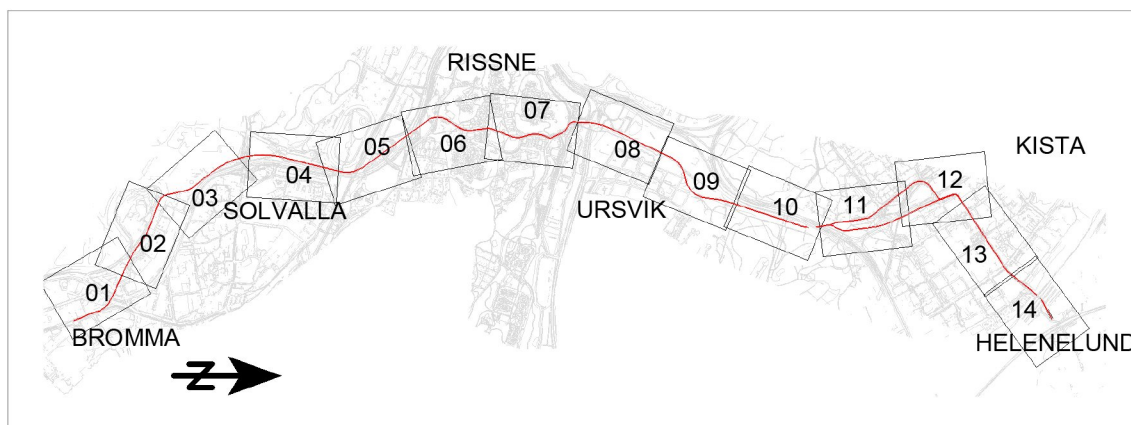 RISSNE
KISTA
01
02
03
04
05
06
07
08
09
10
11
12
13
14
SOLVALLA
URSVIK
BROMMA
HELENELUND
Z